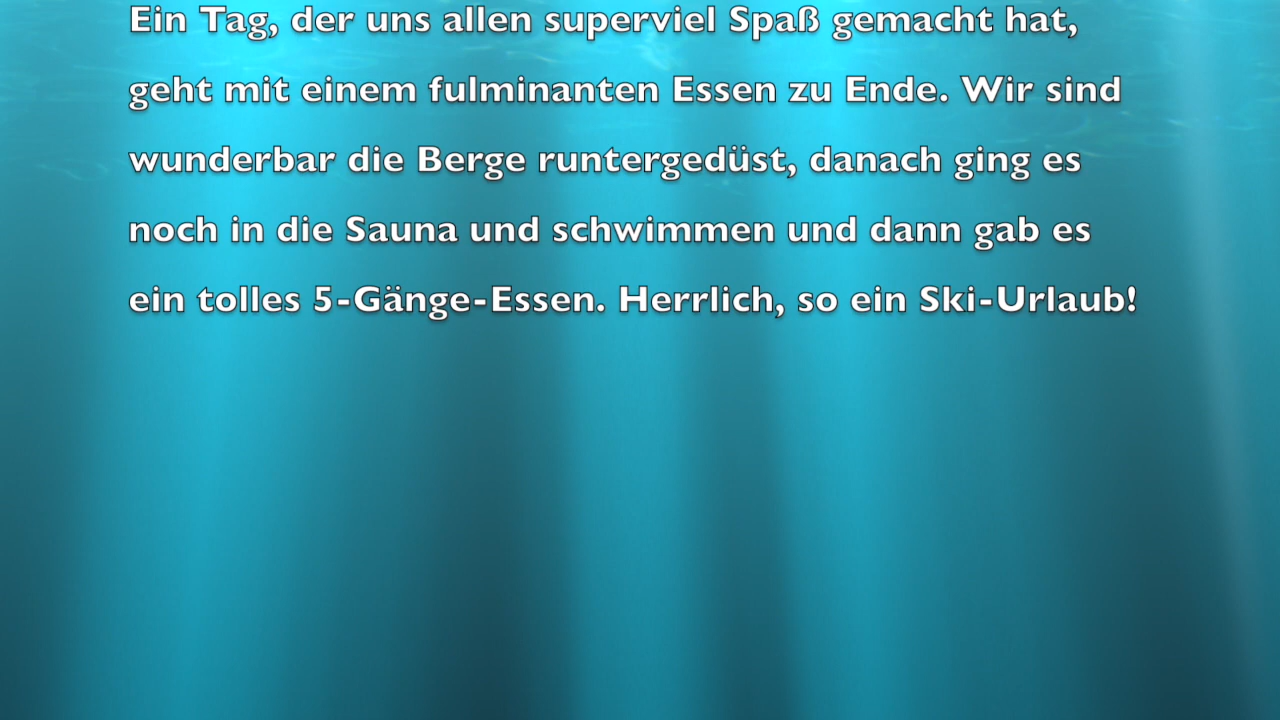 Ein Tag, der uns allen superviel Spaß gemacht hat,
geht mit einem fulminanten Essen zu Ende. Wir sind
wunderbar die Berge runtergedüst, danach ging es
noch in die Sauna und schwimmen und dann gab es
ein tolles 5-Gänge-Essen. Herrlich, so ein Ski-Urlaub!